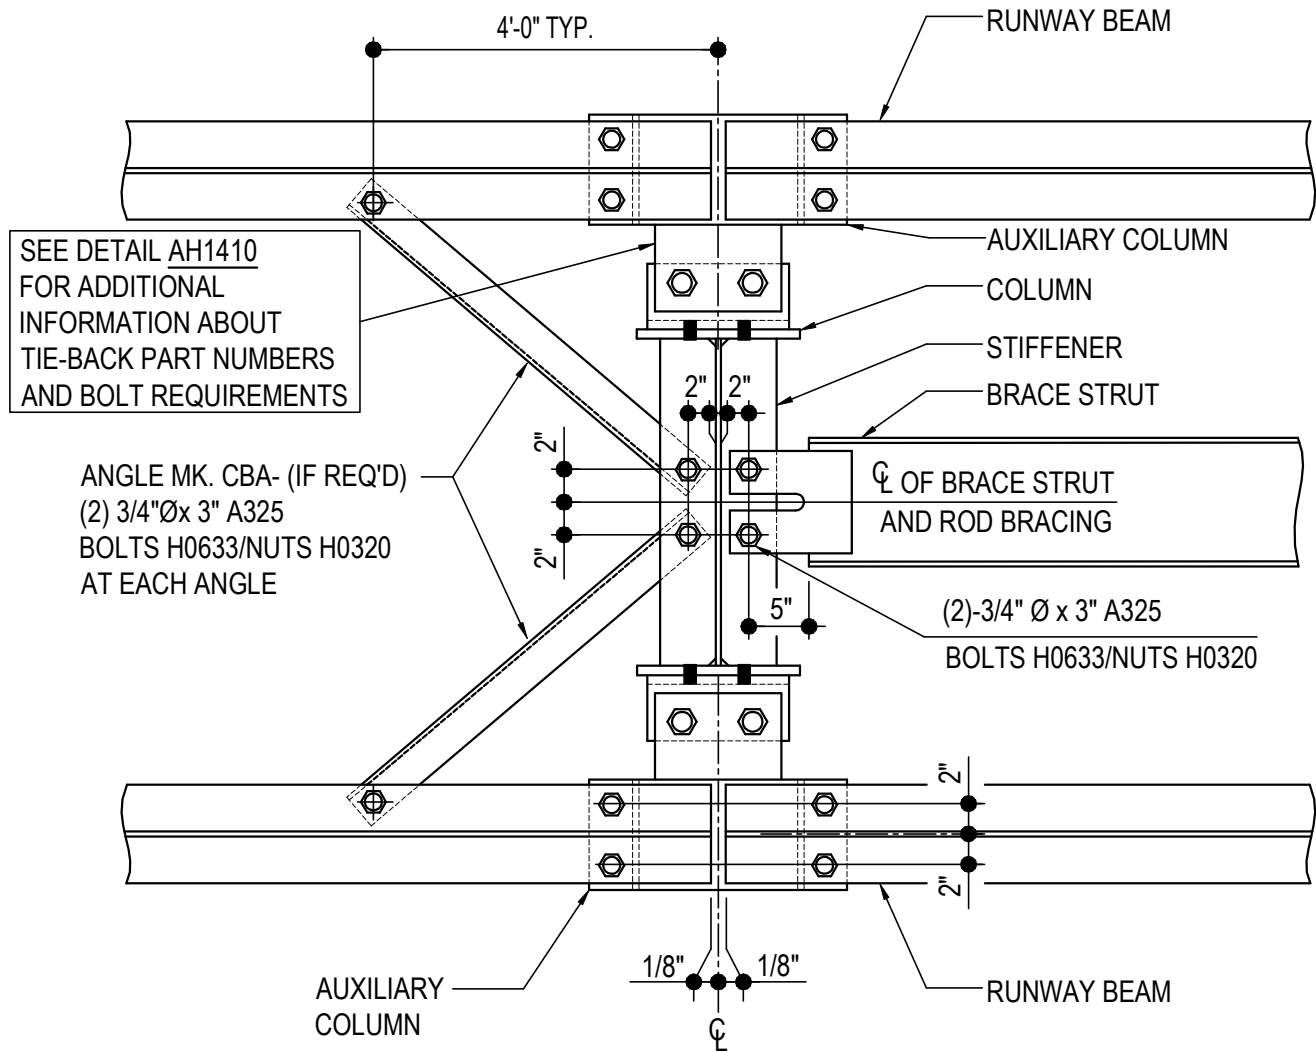 4'-0" TYP.
RUNWAY BEAM
SEE DETAIL AH1410
FOR ADDITIONAL
INFORMATION ABOUT
TIE-BACK PART NUMBERS
AND BOLT REQUIREMENTS
AUXILIARY COLUMN
COLUMN
STIFFENER
BRACE STRUT
2" 2"
2"
2"
ANGLE MK. CBA- (IF REQ'D)
(2) 3/4"Øx 3" A325
BOLTS H0633/NUTS H0320
AT EACH ANGLE
℄ OF BRACE STRUT
AND ROD BRACING
5"
(2)-3/4" Ø x 3" A325
BOLTS H0633/NUTS H0320
2"
2"
1/8" 1/8"
℄
AUXILIARY
COLUMN
RUNWAY BEAM